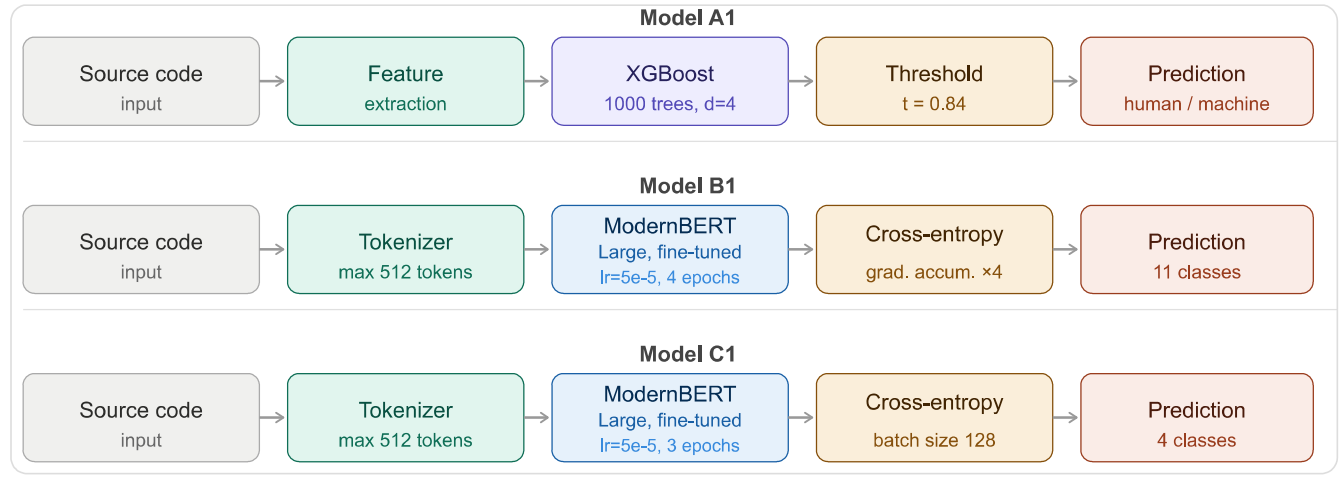 Model A1
Source code
input
Feature
extraction
XGBoost
1000 trees, d=4
Threshold
t = 0.84
Prediction
human / machine
Model B1
Source code
input
Tokenizer
max 512 tokens
ModernBERT
Large, fine-tuned
lr=5e-5, 4 epochs
Cross-entropy
grad. accum. ×4
Prediction
11 classes
Model C1
Source code
input
Tokenizer
max 512 tokens
ModernBERT
Large, fine-tuned
lr=5e-5, 3 epochs
Cross-entropy
batch size 128
Prediction
4 classes